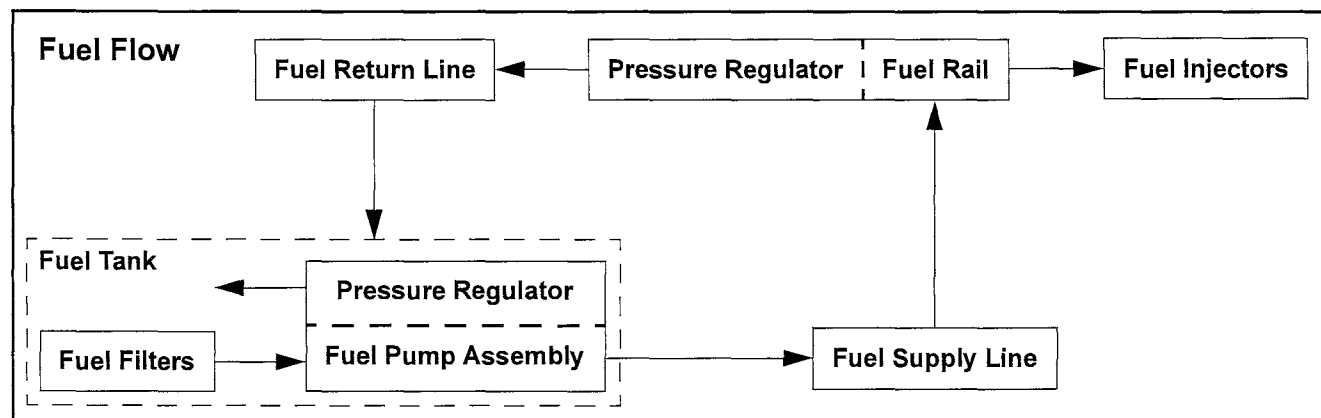 Fuel Flow
Fuel Return Line
Pressure Regulator
Fuel Rail
Fuel Injectors
Fuel Tank
Pressure Regulator
Fuel Filters
Fuel Pump Assembly
Fuel Supply Line